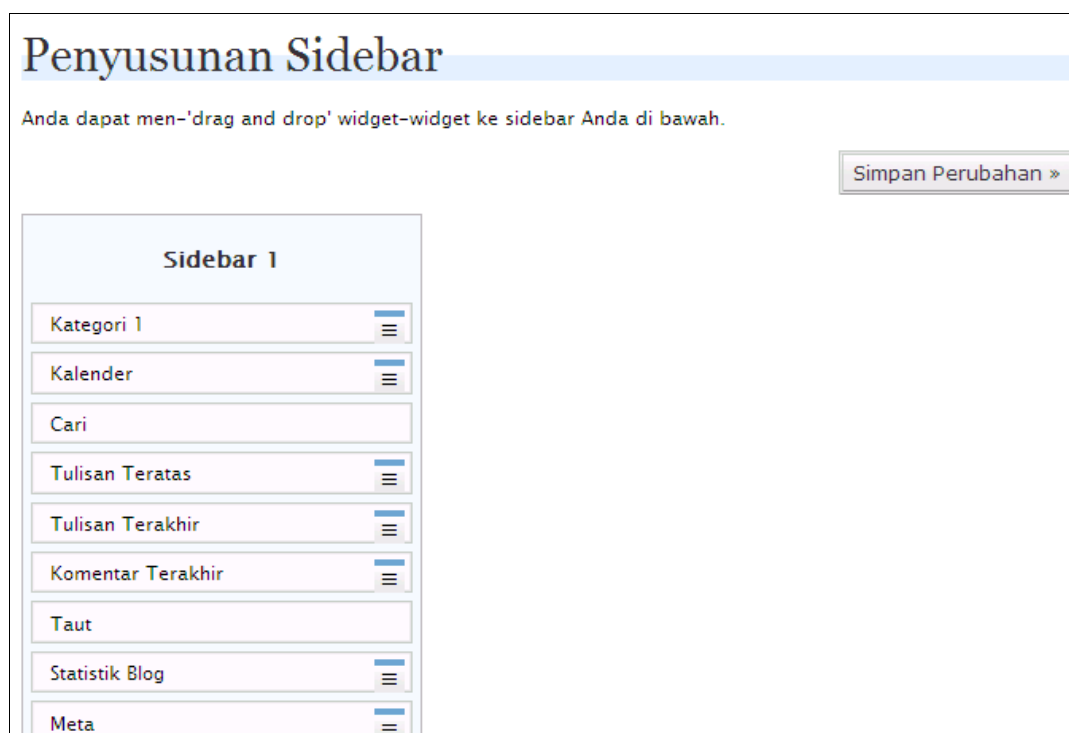 Penyusunan Sidebar
Anda dapat men-'drag and drop' widget-widget ke sidebar Anda di bawah.
Simpan Perubahan »
Sidebar 1
Kategori 1
Kalender
Cari
Tulisan Teratas
Tulisan Terakhir
Komentar Terakhir
Taut
Statistik Blog
Meta